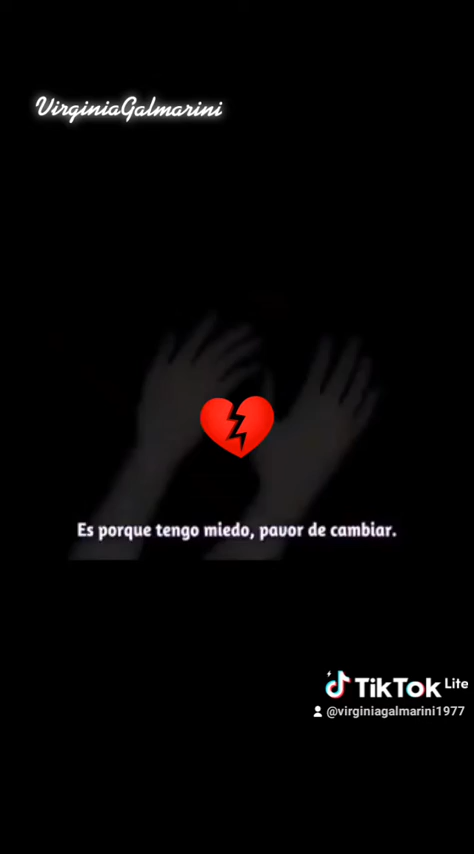 VirginiaGalmarini
Es porque tengo miedo, pavor de cambiar.
TikTok Lite
@virginiagalmarini1977